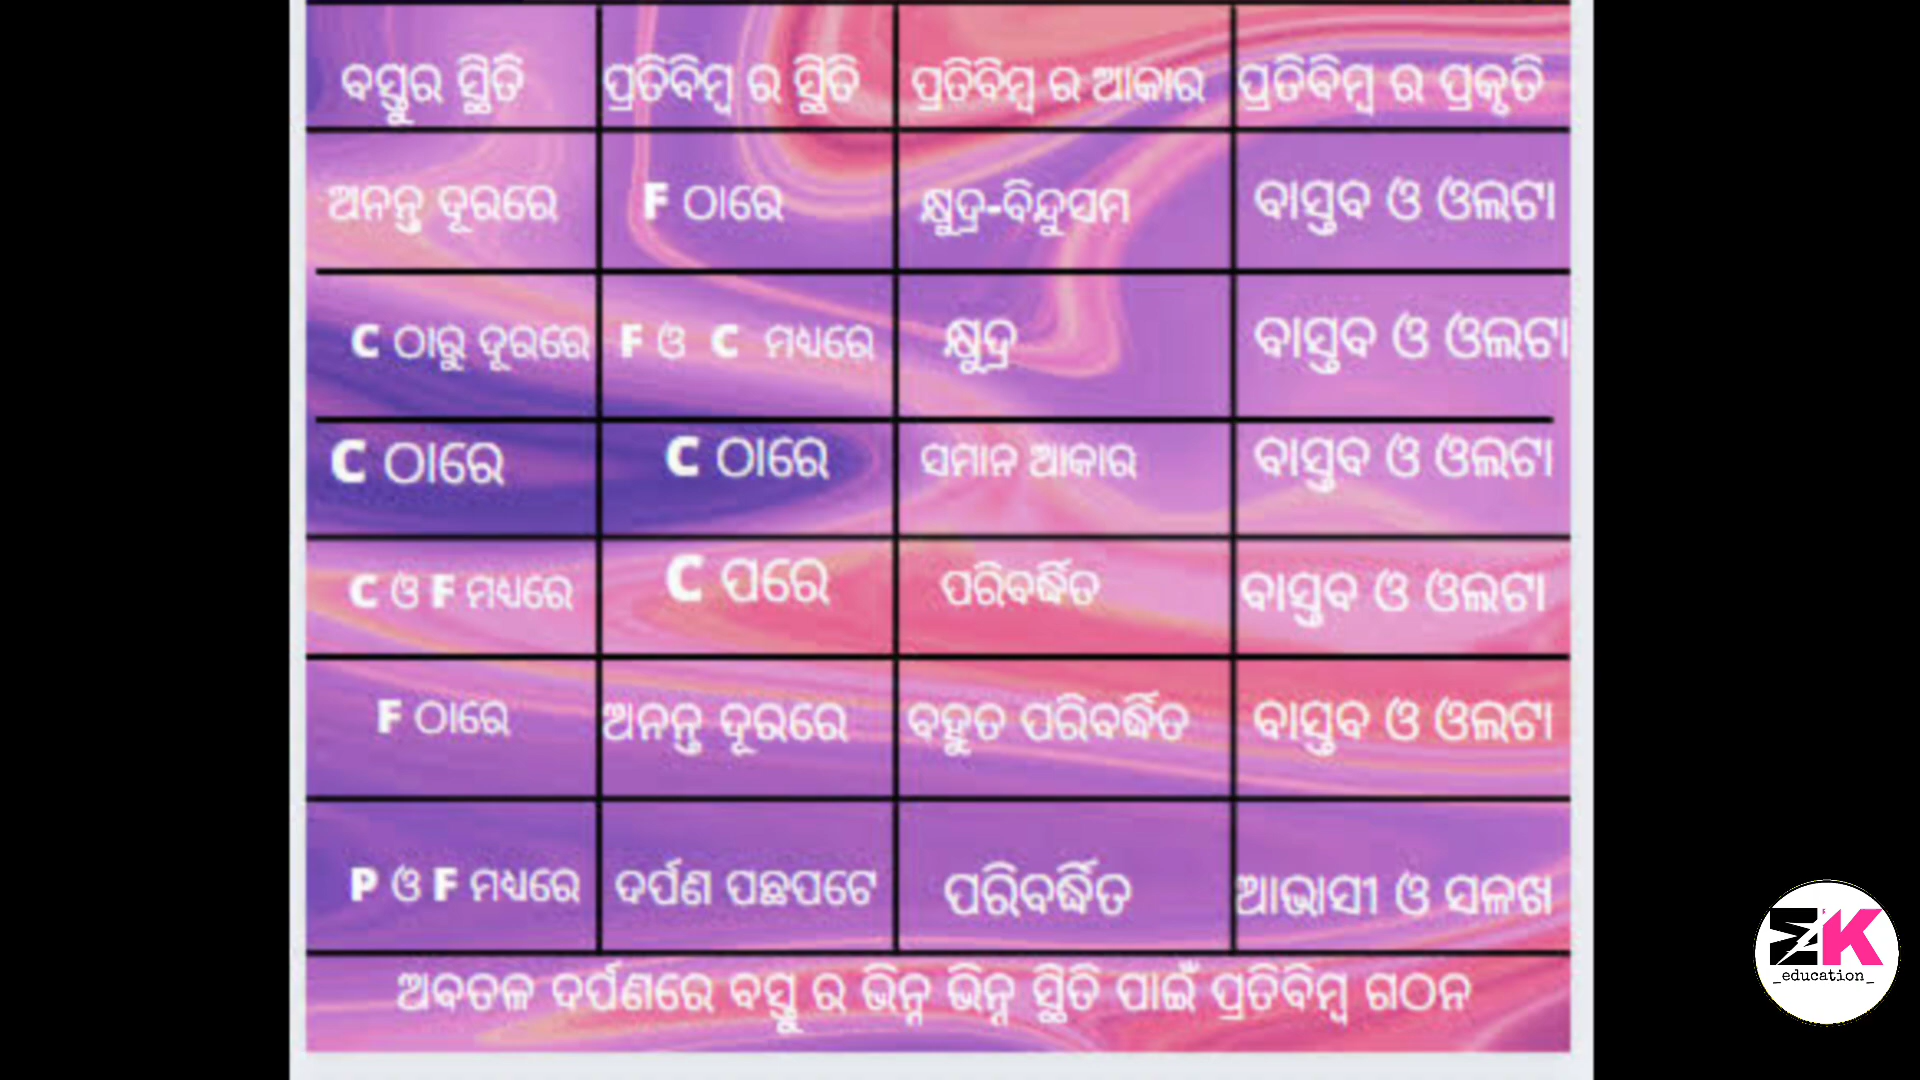 ବସ୍ତୁର ସ୍ଥିତି ପ୍ରତିବିମ୍ବ ର ସ୍ଥିତି ପ୍ରତିବିମ୍ବ ର ଆକାର ପ୍ରତିବିମ୍ବ ର ପ୍ରକୃତି
ଅନନ୍ତ ଦୂରରେ F ଠାରେ କ୍ଷୁଦ୍ର-ବିନ୍ଦୁସମ ବାସ୍ତବ ଓ ଓଲଟା
C ଠାରୁ ଦୂରରେ F ଓ C ମଧ୍ୟରେ କ୍ଷୁଦ୍ର ବାସ୍ତବ ଓ ଓଲଟା
C ଠାରେ C ଠାରେ ସମାନ ଆକାର ବାସ୍ତବ ଓ ଓଲଟା
C ଓ F ମଧ୍ୟରେ C ପରେ ପରିବର୍ଦ୍ଧିତ ବାସ୍ତବ ଓ ଓଲଟା
F ଠାରେ ଅନନ୍ତ ଦୂରରେ ବହୁତ ପରିବର୍ଦ୍ଧିତ ବାସ୍ତବ ଓ ଓଲଟା
P ଓ F ମଧ୍ୟରେ ଦର୍ପଣ ପଛପଟେ ପରିବର୍ଦ୍ଧିତ ଆଭାସୀ ଓ ସଳଖ
ଅବତଳ ଦର୍ପଣରେ ବସ୍ତୁ ର ଭିନ୍ନ ଭିନ୍ନ ସ୍ଥିତି ପାଇଁ ପ୍ରତିବିମ୍ବ ଗଠନ
_education_